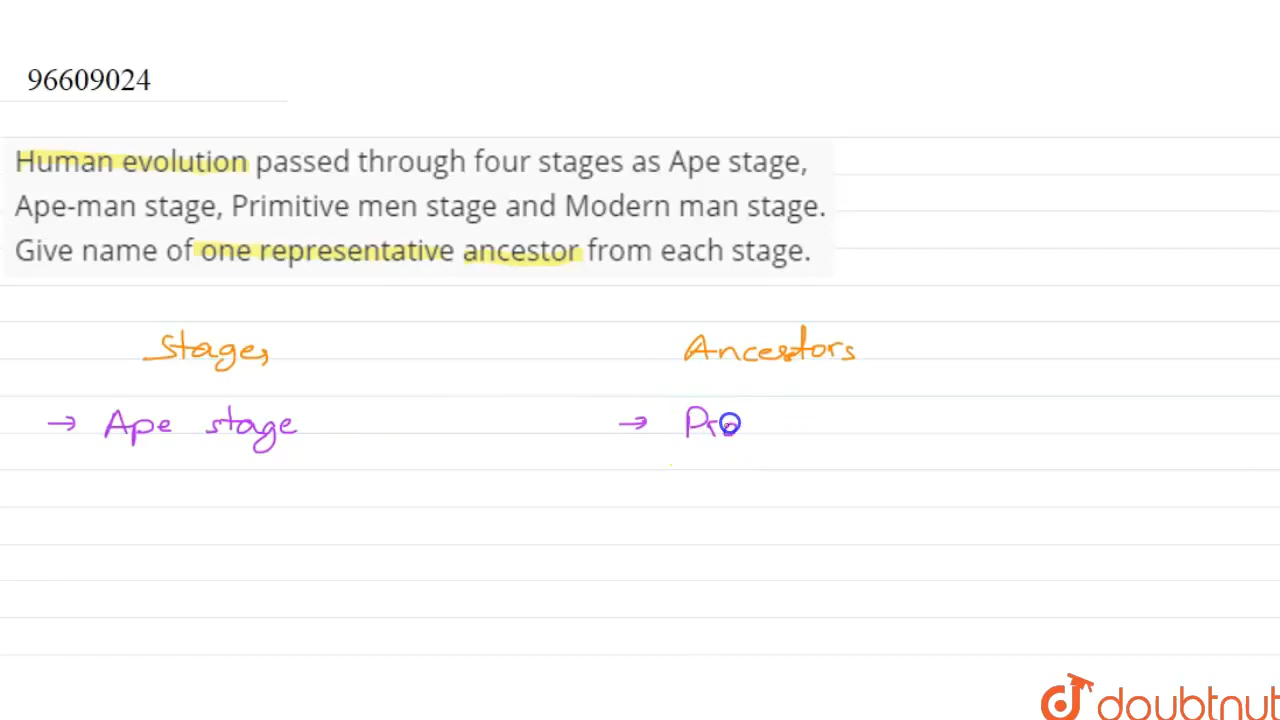 96609024
Human evolution passed through four stages as Ape stage,
Ape-man stage, Primitive men stage and Modern man stage.
Give name of one representative ancestor from each stage.
Stages Ancestors
→ Ape stage → Pro
doubtnut